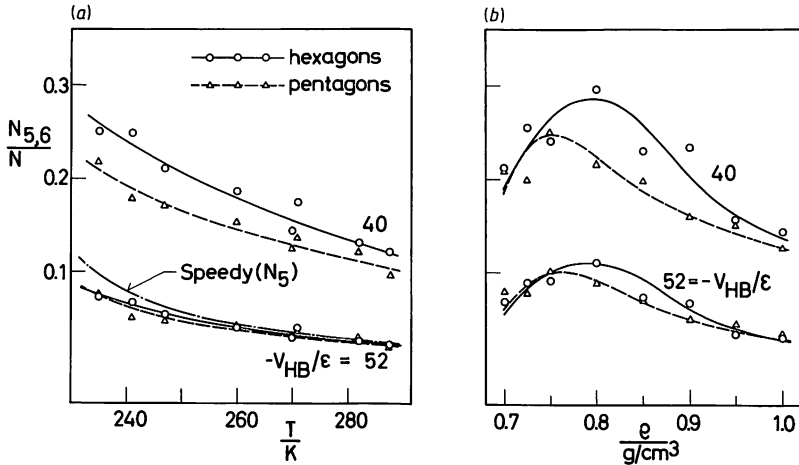 (a)
hexagons
pentagons
0.3
0.2
0.1
N5,6
N
40
Speedy (N5)
-VHB/ε = 52
240
260
280
T
K
(b)
40
52=-VHB/ε
0.7
0.8
0.9
1.0
ϱ
g/cm³